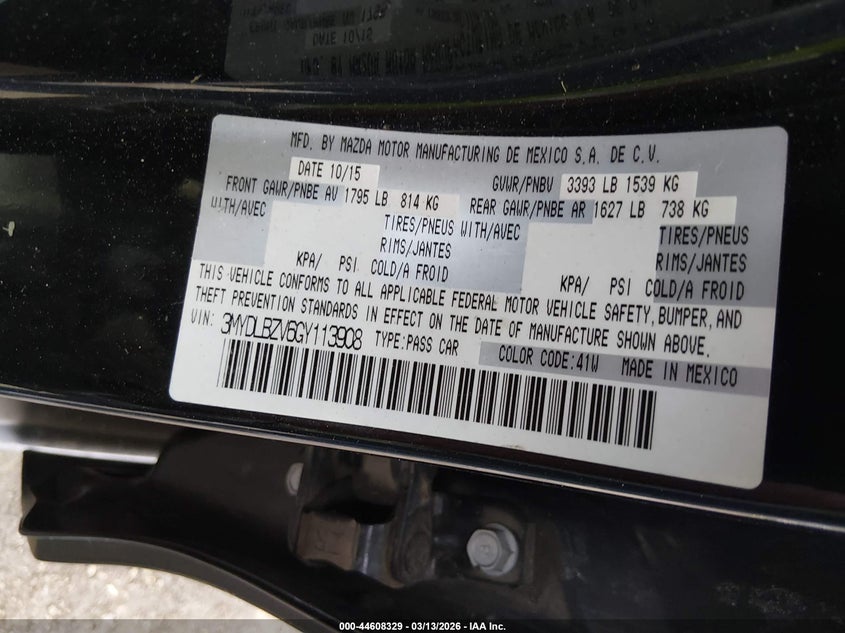 MFD. BY MAZDA MOTOR MANUFACTURING DE MEXICO S.A. DE C.V.
DATE 10/15 GVWR/PNBV 3393 LB 1539 KG
FRONT GAWR/PNBE AV 1795 LB 814 KG REAR GAWR/PNBE AR 1627 LB 738 KG
WITH/AVEC TIRES/PNEUS WITH/AVEC TIRES/PNEUS
RIMS/JANTES RIMS/JANTES
KPA/ PSI COLD/A FROID KPA/ PSI COLD/A FROID
THIS VEHICLE CONFORMS TO ALL APPLICABLE FEDERAL MOTOR VEHICLE SAFETY, BUMPER, AND
THEFT PREVENTION STANDARDS IN EFFECT ON THE DATE OF MANUFACTURE SHOWN ABOVE.
VIN: 3MYDLBZV6GY113908 TYPE:PASS CAR COLOR CODE:41W MADE IN MEXICO
000-44608329 - 03/13/2026 - IAA Inc.